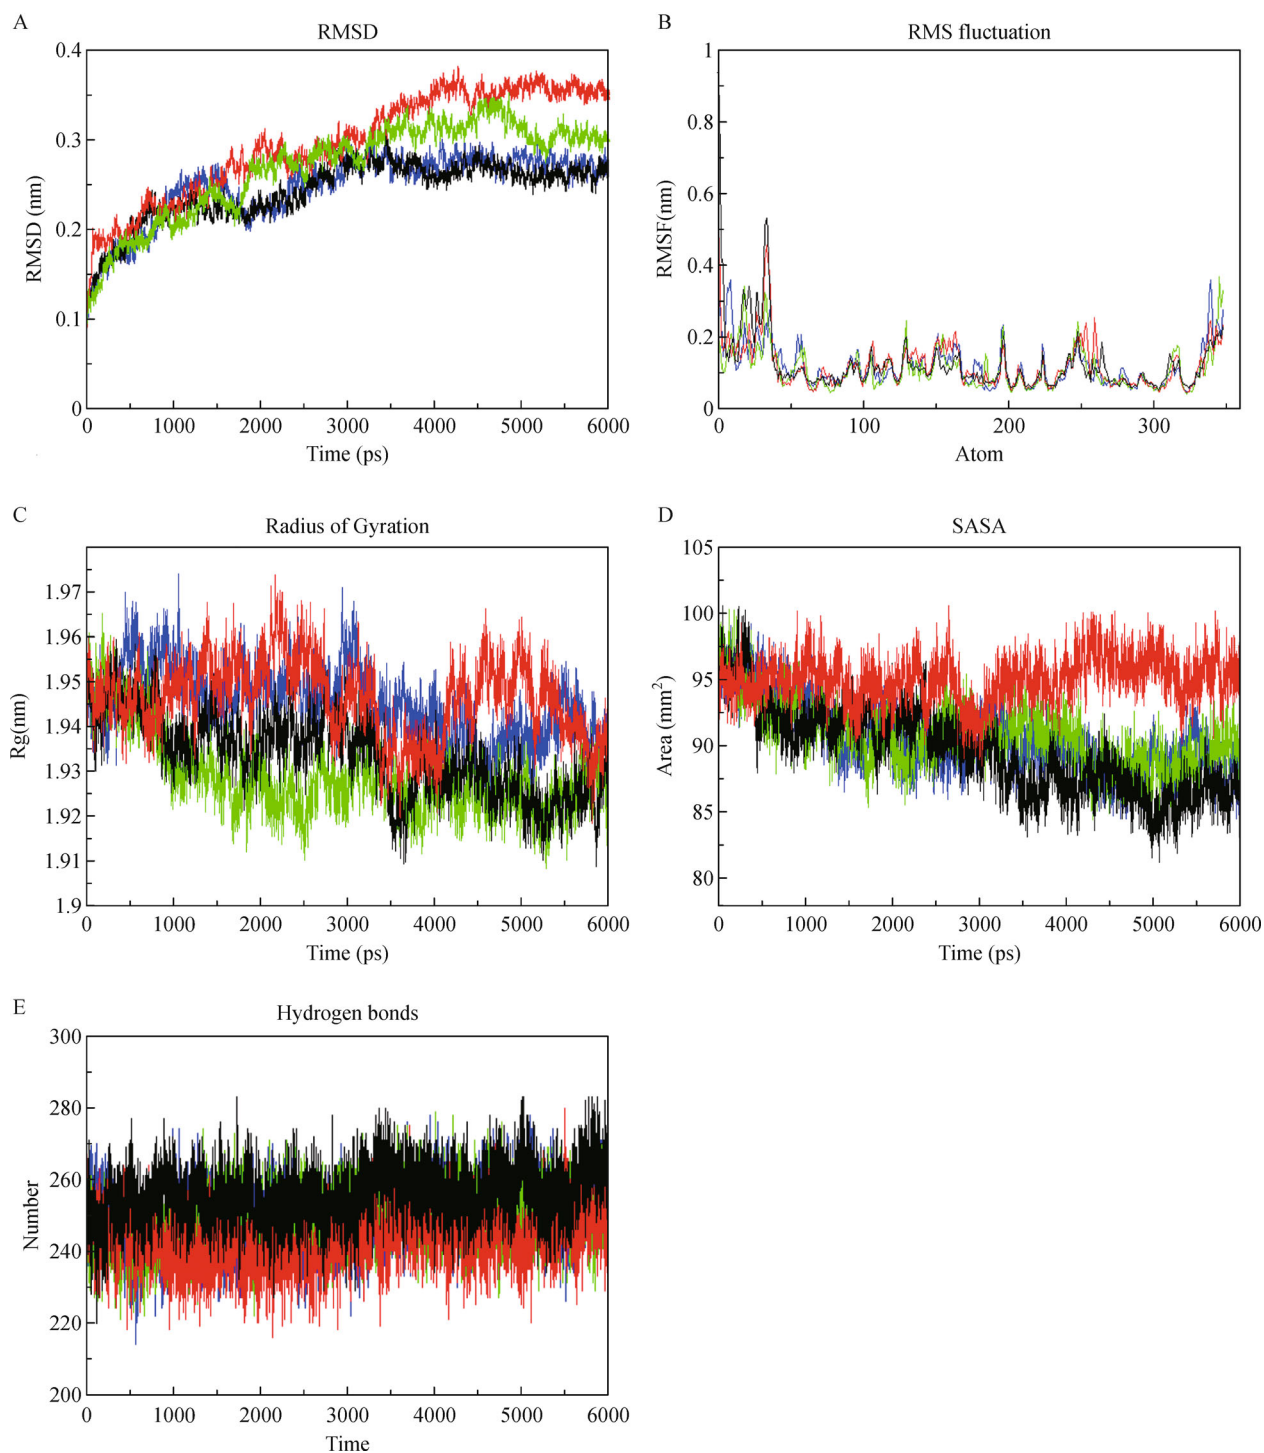 A
RMSD
0.4
0.3
0.2
0.1
0
RMSD (nm)
0 1000 2000 3000 4000 5000 6000
Time (ps)
B
RMS fluctuation
1
0.8
0.6
0.4
0.2
0
RMSF(nm)
0 100 200 300
Atom
C
Radius of Gyration
1.97
1.96
1.95
1.94
1.93
1.92
1.91
1.9
Rg(nm)
0 1000 2000 3000 4000 5000 6000
Time (ps)
D
SASA
105
100
95
90
85
80
Area (mm²)
0 1000 2000 3000 4000 5000 6000
Time (ps)
E
Hydrogen bonds
300
280
260
240
220
200
Number
0 1000 2000 3000 4000 5000 6000
Time